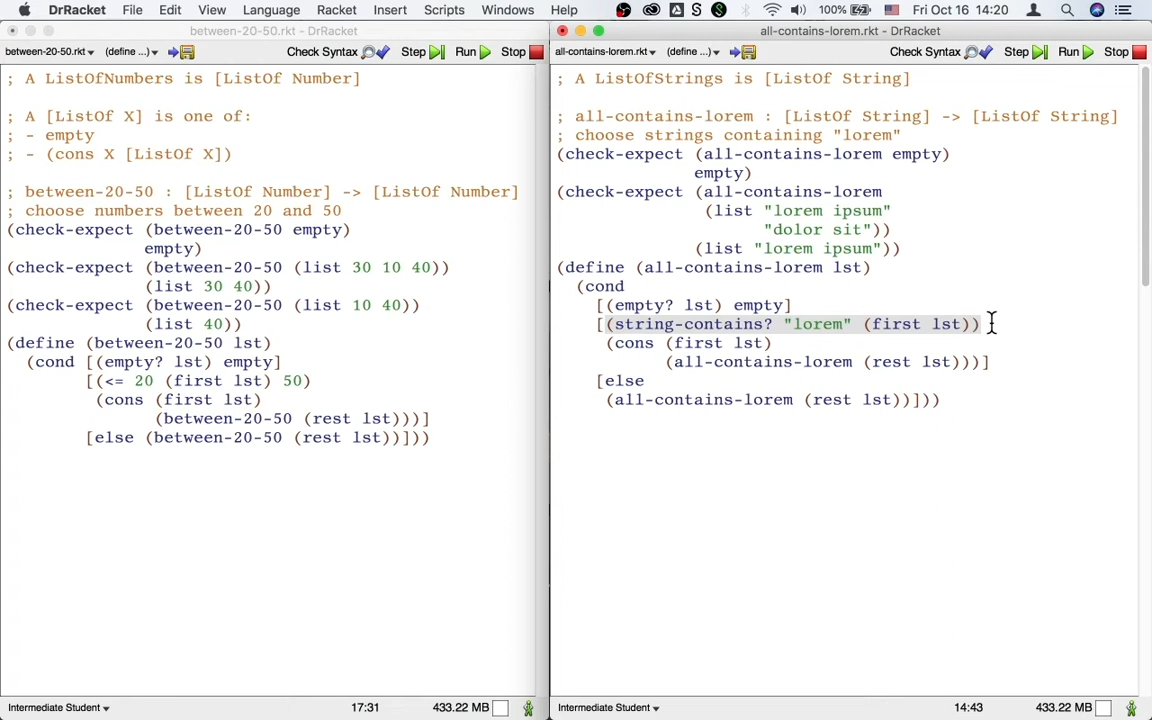 DrRacket File Edit View Language Racket Insert Scripts Windows Help 100% Fri Oct 16 14:20
between-20-50.rkt - DrRacket
between-20-50.rkt (define ...) Check Syntax Step Run Stop
; A ListOfNumbers is [ListOf Number]
; A [ListOf X] is one of:
; - empty
; - (cons X [ListOf X])
; between-20-50 : [ListOf Number] -> [ListOf Number]
; choose numbers between 20 and 50
(check-expect (between-20-50 empty)
empty)
(check-expect (between-20-50 (list 30 10 40))
(list 30 40))
(check-expect (between-20-50 (list 10 40))
(list 40))
(define (between-20-50 lst)
(cond [(empty? lst) empty]
[(<= 20 (first lst) 50)
(cons (first lst)
(between-20-50 (rest lst)))]
[else (between-20-50 (rest lst))]))
Intermediate Student 17:31 433.22 MB
all-contains-lorem.rkt - DrRacket
all-contains-lorem.rkt (define ...) Check Syntax Step Run Stop
; A ListOfStrings is [ListOf String]
; all-contains-lorem : [ListOf String] -> [ListOf String]
; choose strings containing "lorem"
(check-expect (all-contains-lorem empty)
empty)
(check-expect (all-contains-lorem
(list "lorem ipsum"
"dolor sit"))
(list "lorem ipsum"))
(define (all-contains-lorem lst)
(cond
[(empty? lst) empty]
[(string-contains? "lorem" (first lst))
(cons (first lst)
(all-contains-lorem (rest lst)))]
[else
(all-contains-lorem (rest lst))]))
Intermediate Student 14:43 433.22 MB